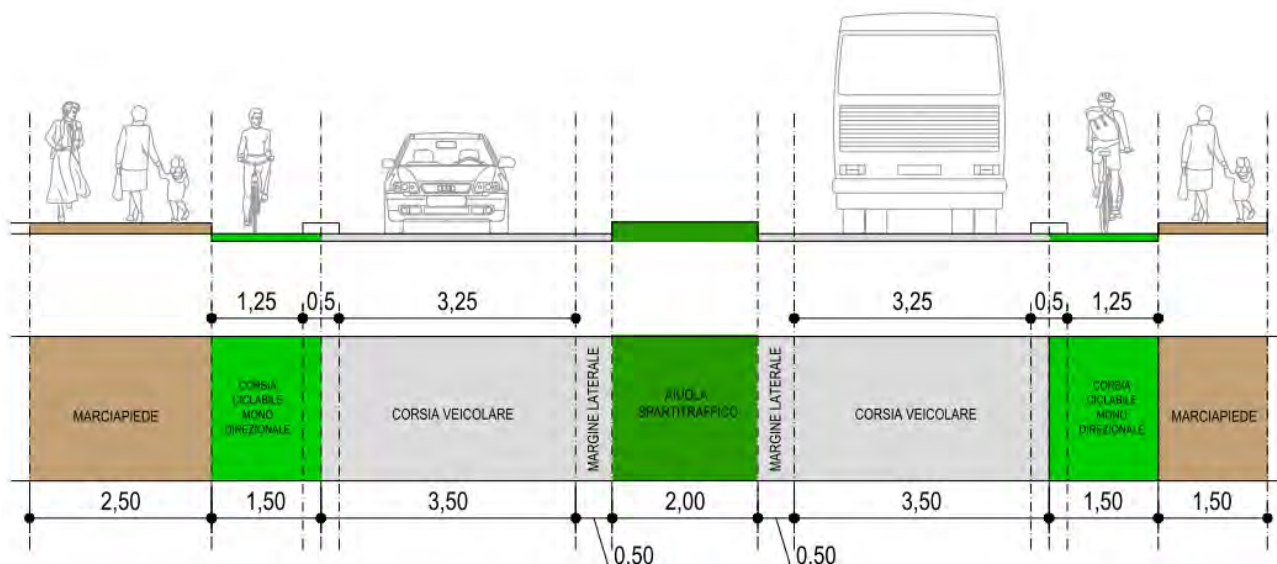 1,25
0,5
3,25
3,25
0,5
1,25
MARCIAPIEDE
CORSIA
CICLABILE
MONO
DIREZIONALE
CORSIA VEICOLARE
MARGINE LATERALE
AIUOLA
SPARTITRAFFICO
MARGINE LATERALE
CORSIA VEICOLARE
CORSIA
CICLABILE
MONO
DIREZIONALE
MARCIAPIEDE
2,50
1,50
3,50
2,00
3,50
1,50
1,50
0,50
0,50